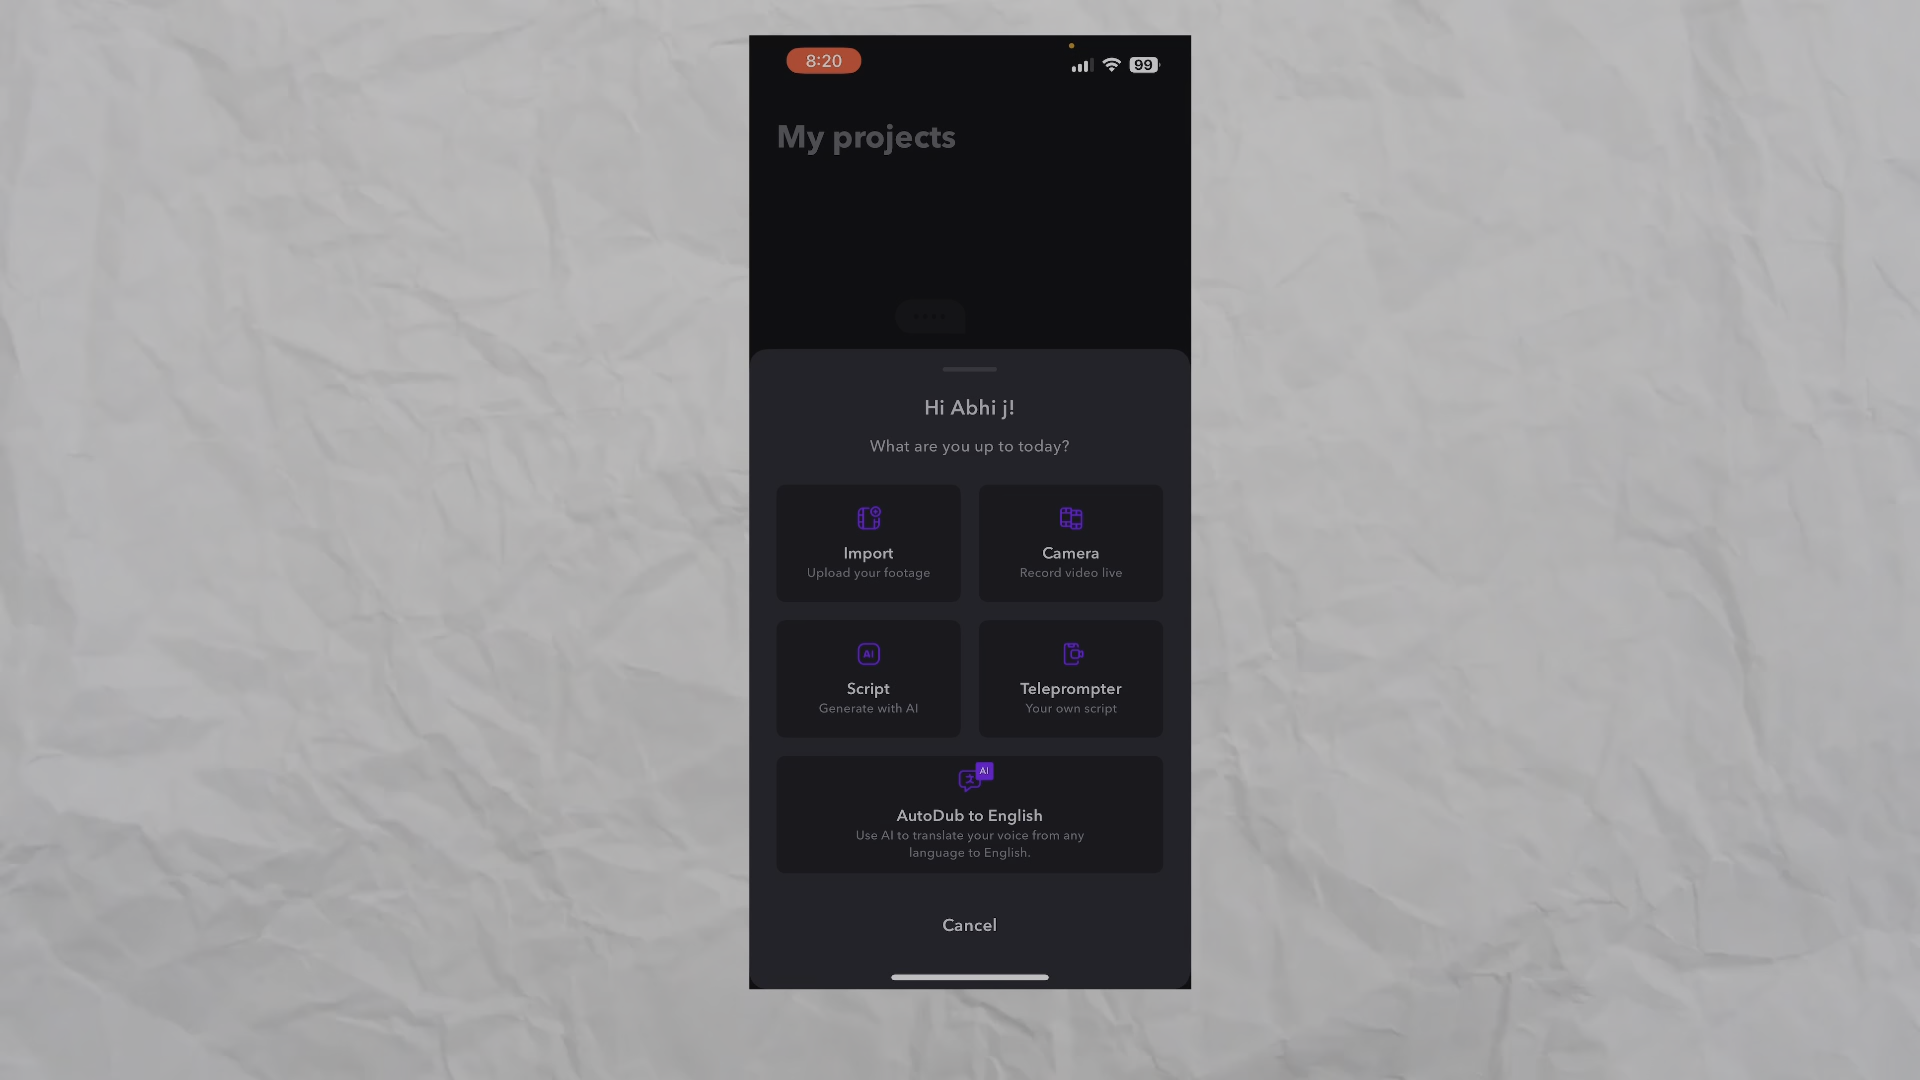 8:20
99
My projects
Hi Abhi j!
What are you up to today?
Import
Upload your footage
Camera
Record video live
AI
Script
Generate with AI
Teleprompter
Your own script
AI
AutoDub to English
Use AI to translate your voice from any
language to English.
Cancel